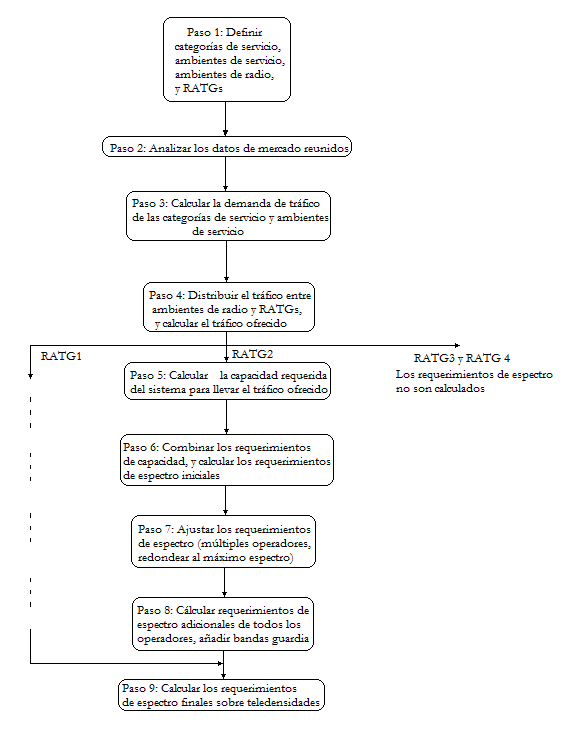 Paso 1: Definir
categorías de servicio,
ambientes de servicio,
ambientes de radio,
y RATGs
Paso 2: Analizar los datos de mercado reunidos
Paso 3: Calcular la demanda de tráfico
de las categorías de servicio y ambientes
de servicio
Paso 4: Distribuir el tráfico entre
ambientes de radio y RATGs,
y calcular el tráfico ofrecido
RATG1
RATG2
RATG3 y RATG 4
Los requerimientos de espectro
no son calculados
Paso 5: Calcular la capacidad requerida
del sistema para llevar el tráfico ofrecido
Paso 6: Combinar los requerimientos
de capacidad, y calcular los requerimientos
de espectro iniciales
Paso 7: Ajustar los requerimientos
de espectro (múltiples operadores,
redondear al máximo espectro)
Paso 8: Cálcular requerimientos de
espectro adicionales de todos los
operadores, añadir bandas guardia
Paso 9: Calcular los requerimientos
de espectro finales sobre teledensidades